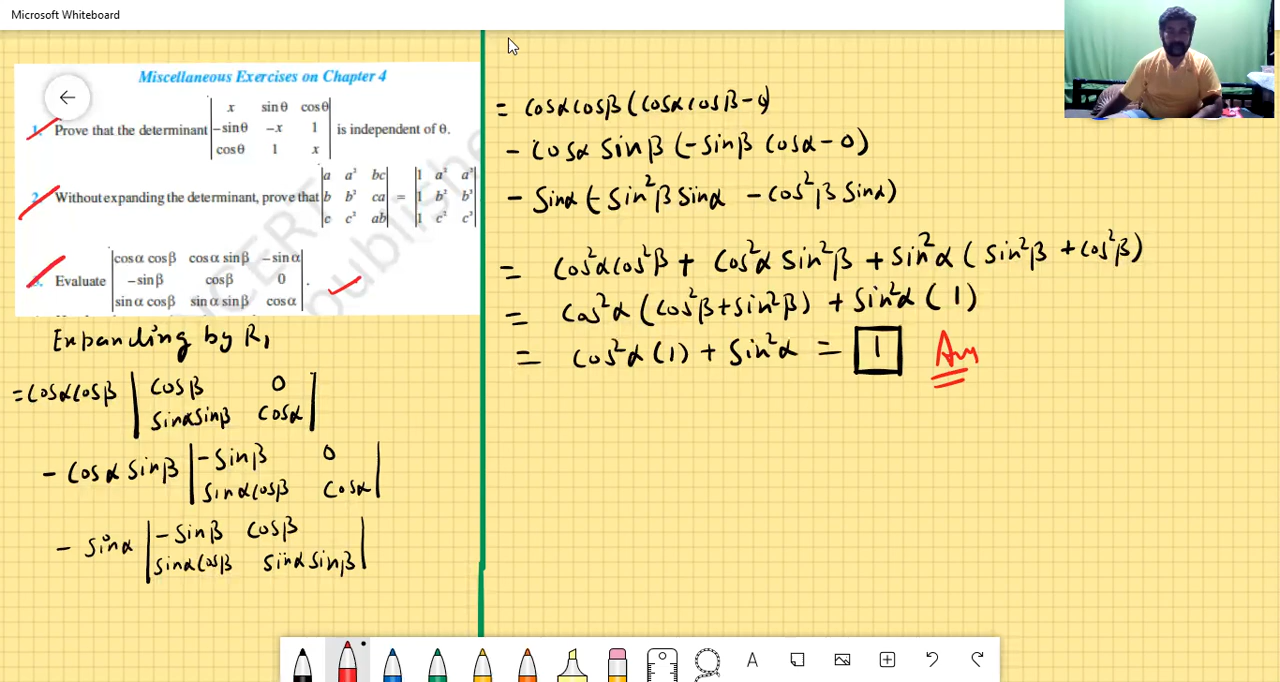 Microsoft Whiteboard
Miscellaneous Exercises on Chapter 4
1. Prove that the determinant | x sinθ cosθ | is independent of θ.
| -sinθ -x 1 |
| cosθ 1 x |
2. Without expanding the determinant, prove that | a a² bc | = | 1 a² a³ |
| b b² ca | = | 1 b² b³ |
| c c² ab | | 1 c² c³ |
3. Evaluate | cosα cosβ cosα sinβ -sinα |
| -sinβ cosβ 0 | .
| sinα cosβ sinα sinβ cosα |
Expanding by R₁
= cosα cosβ | cosβ 0 |
| sinα sinβ cosα |
- cosα sinβ | -sinβ 0 |
| sinα cosβ cosα |
- sinα | -sinβ cosβ |
| sinα cosβ sinα sinβ |
= cosα cosβ (cosα cosβ - 0)
- cosα sinβ (-sinβ cosα - 0)
- sinα (-sin²β sinα - cos²β sinα)
= cos²α cos²β + cos²α sin²β + sin²α (sin²β + cos²β)
= cos²α (cos²β + sin²β) + sin²α (1)
= cos²α (1) + sin²α = 1 Ans
A